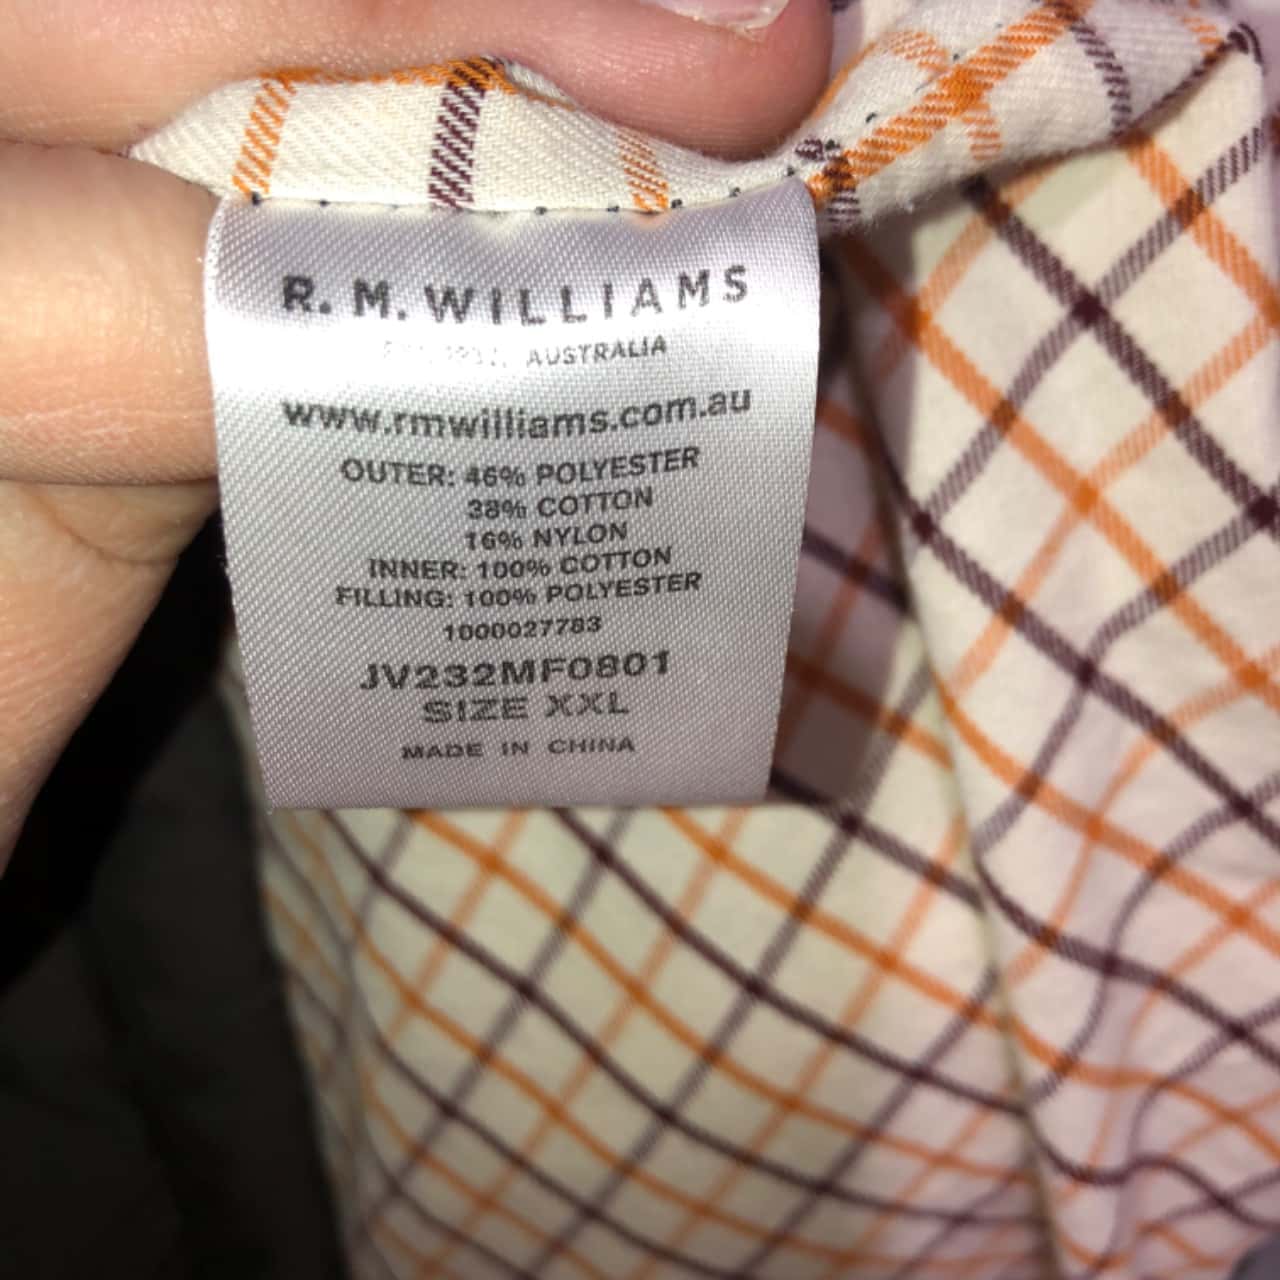 R. M. WILLIAMS
AUSTRALIA
www.rmwilliams.com.au
OUTER: 46% POLYESTER
38% COTTON
16% NYLON
INNER: 100% COTTON
FILLING: 100% POLYESTER
1000027783
JV232MF0801
SIZE XXL
MADE IN CHINA